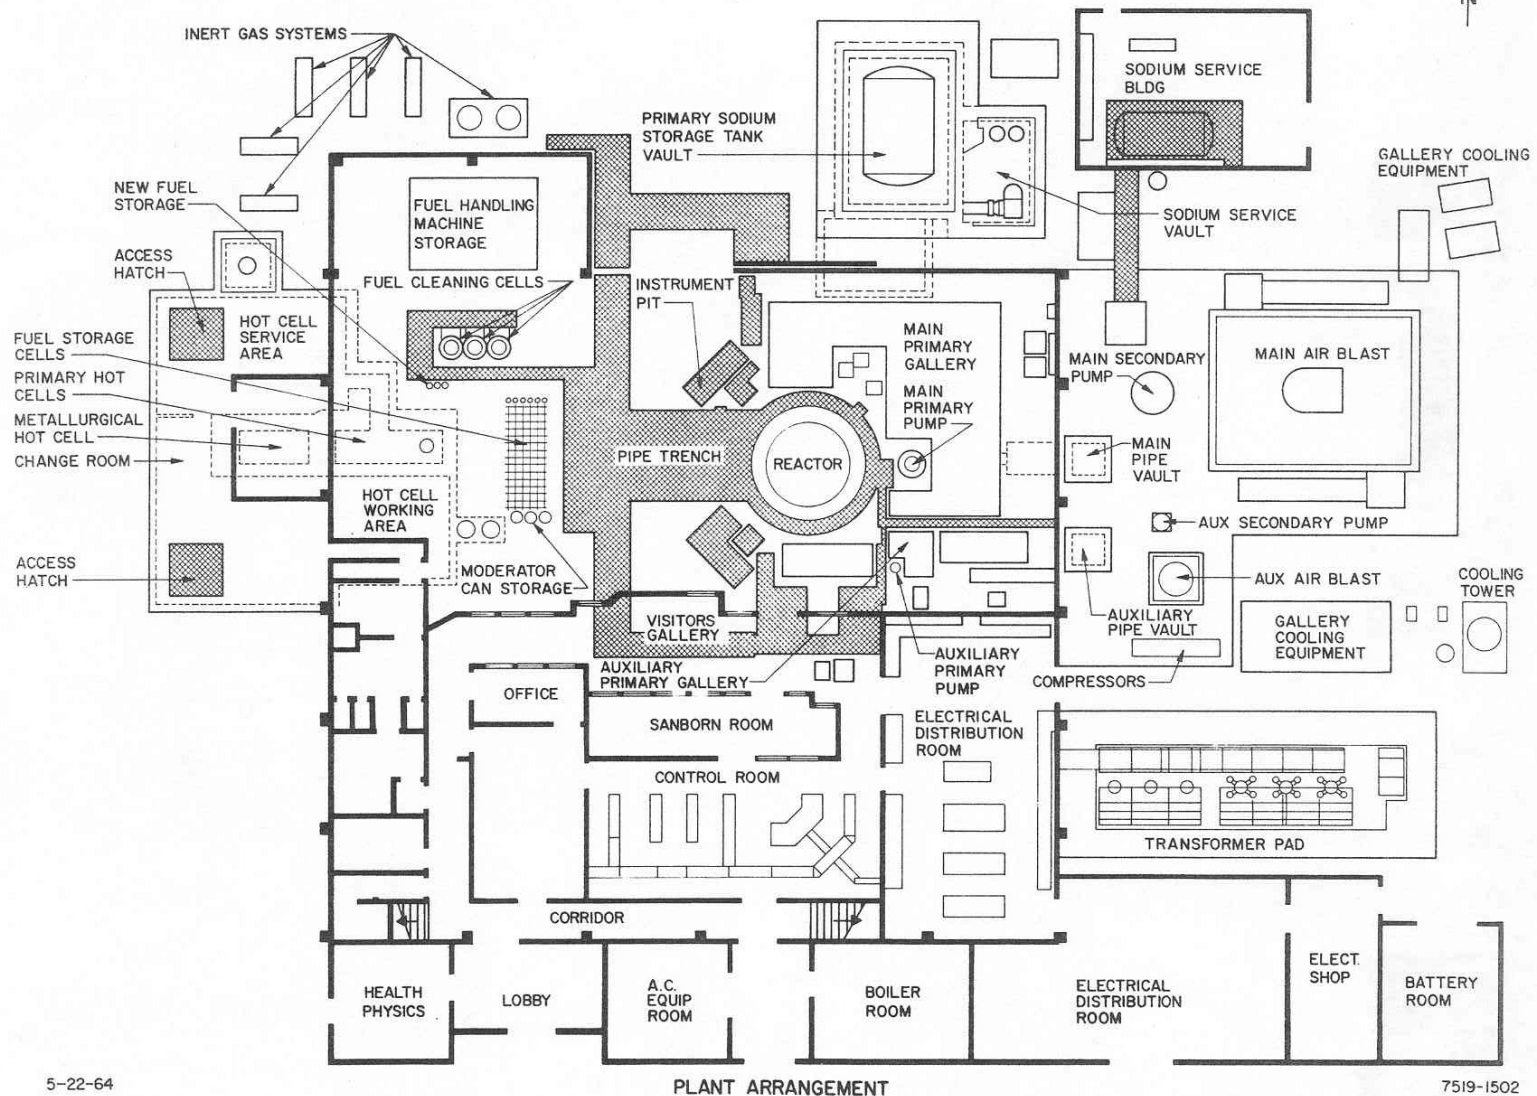 N
INERT GAS SYSTEMS
SODIUM SERVICE
BLDG
PRIMARY SODIUM
STORAGE TANK
VAULT
GALLERY COOLING
EQUIPMENT
NEW FUEL
STORAGE
FUEL HANDLING
MACHINE
STORAGE
SODIUM SERVICE
VAULT
ACCESS
HATCH
FUEL CLEANING CELLS
INSTRUMENT
PIT
HOT CELL
SERVICE
AREA
FUEL STORAGE
CELLS
MAIN
PRIMARY
GALLERY
MAIN SECONDARY
PUMP
MAIN AIR BLAST
PRIMARY HOT
CELLS
MAIN
PRIMARY
PUMP
METALLURGICAL
HOT CELL
CHANGE ROOM
PIPE TRENCH
REACTOR
MAIN
PIPE
VAULT
HOT CELL
WORKING
AREA
AUX SECONDARY PUMP
ACCESS
HATCH
MODERATOR
CAN STORAGE
AUX AIR BLAST
COOLING
TOWER
VISITORS
GALLERY
AUXILIARY
PIPE VAULT
GALLERY
COOLING
EQUIPMENT
AUXILIARY
PRIMARY GALLERY
AUXILIARY
PRIMARY
PUMP
COMPRESSORS
OFFICE
SANBORN ROOM
ELECTRICAL
DISTRIBUTION
ROOM
CONTROL ROOM
TRANSFORMER PAD
CORRIDOR
HEALTH
PHYSICS
LOBBY
A.C.
EQUIP
ROOM
BOILER
ROOM
ELECTRICAL
DISTRIBUTION
ROOM
ELECT.
SHOP
BATTERY
ROOM
5-22-64
PLANT ARRANGEMENT
7519-1502